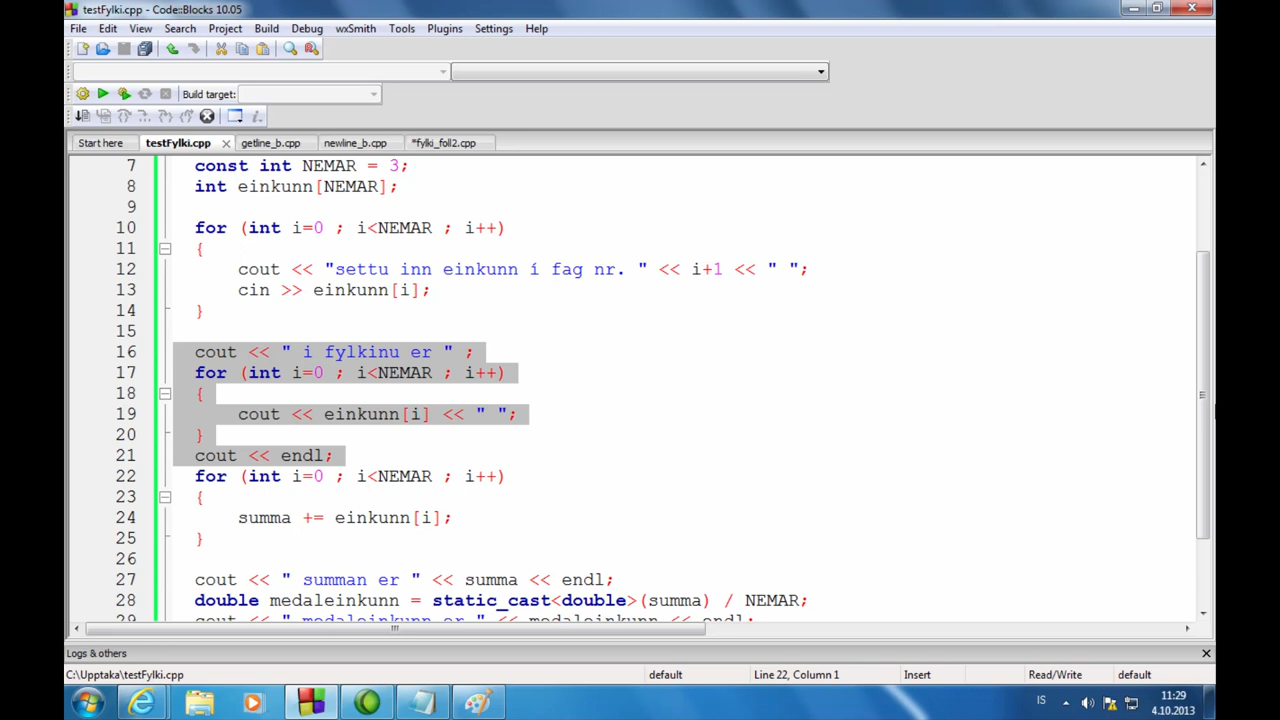 testFylki.cpp - Code::Blocks 10.05
File Edit View Search Project Build Debug wxSmith Tools Plugins Settings Help
Build target:
Start here testFylki.cpp getline_b.cpp newline_b.cpp *fylki_foll2.cpp
7 const int NEMAR = 3;
8 int einkunn[NEMAR];
9
10 for (int i=0 ; i<NEMAR ; i++)
11 {
12 cout << "settu inn einkunn í fag nr. " << i+1 << " ";
13 cin >> einkunn[i];
14 }
15
16 cout << " i fylkinu er " ;
17 for (int i=0 ; i<NEMAR ; i++)
18 {
19 cout << einkunn[i] << " ";
20 }
21 cout << endl;
22 for (int i=0 ; i<NEMAR ; i++)
23 {
24 summa += einkunn[i];
25 }
26
27 cout << " summan er " << summa << endl;
28 double medaleinkunn = static_cast<double>(summa) / NEMAR;
29 cout << " medaleinkunn er " << medaleinkunn << endl;
Logs & others
C:\Upptaka\testFylki.cpp default Line 22, Column 1 Insert Read/Write default
IS 11:29
4.10.2013